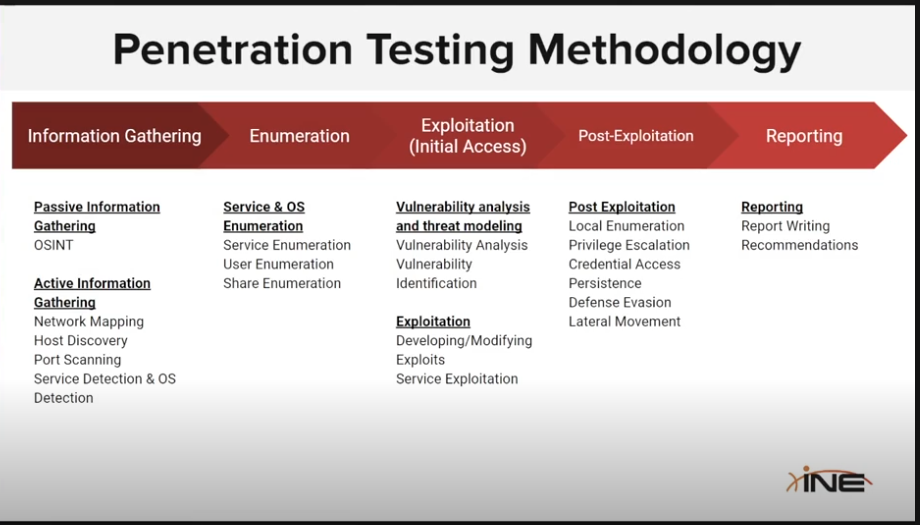 Penetration Testing Methodology
Information Gathering
Enumeration
Exploitation
(Initial Access)
Post-Exploitation
Reporting
Passive Information
Gathering
OSINT
Active Information
Gathering
Network Mapping
Host Discovery
Port Scanning
Service Detection & OS
Detection
Service & OS
Enumeration
Service Enumeration
User Enumeration
Share Enumeration
Vulnerability analysis
and threat modeling
Vulnerability Analysis
Vulnerability
Identification
Exploitation
Developing/Modifying
Exploits
Service Exploitation
Post Exploitation
Local Enumeration
Privilege Escalation
Credential Access
Persistence
Defense Evasion
Lateral Movement
Reporting
Report Writing
Recommendations
INE